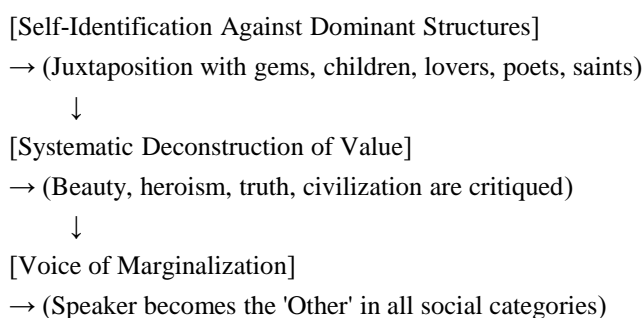 [Self-Identification Against Dominant Structures]
→ (Juxtaposition with gems, children, lovers, poets, saints)
↓
[Systematic Deconstruction of Value]
→ (Beauty, heroism, truth, civilization are critiqued)
↓
[Voice of Marginalization]
→ (Speaker becomes the 'Other' in all social categories)